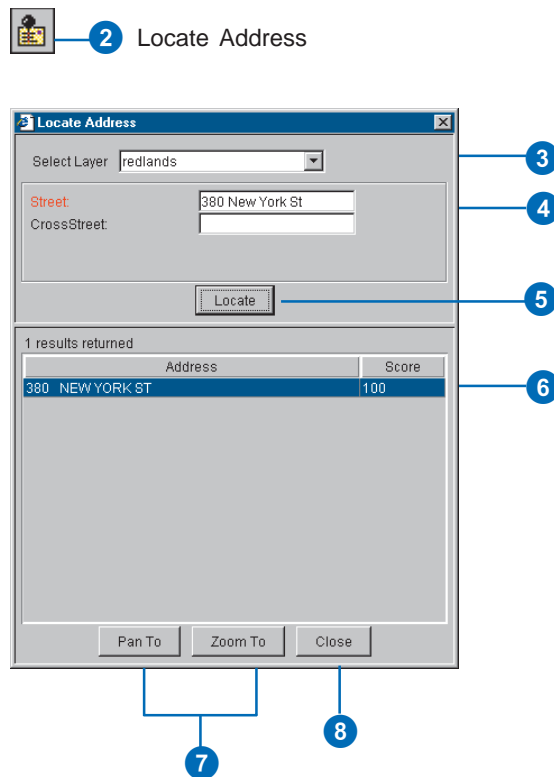 2 Locate Address
Locate Address
Select Layer redlands
3
Street: 380 New York St
4
CrossStreet:
Locate
5
1 results returned
Address Score
380 NEW YORK ST 100
6
Pan To Zoom To Close
7
8